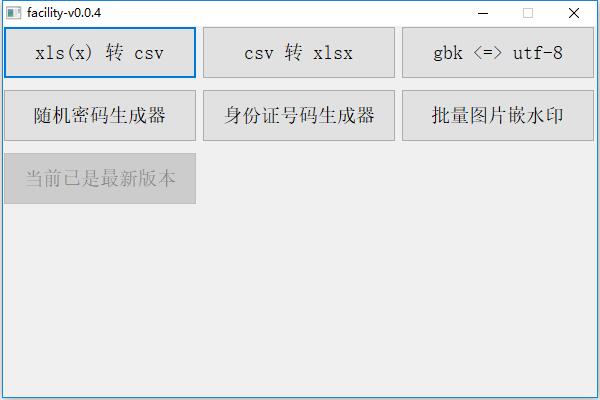 facility-v0.0.4
xls(x) 转 csv
csv 转 xlsx
gbk <=> utf-8
随机密码生成器
身份证号码生成器
批量图片嵌水印
当前已是最新版本